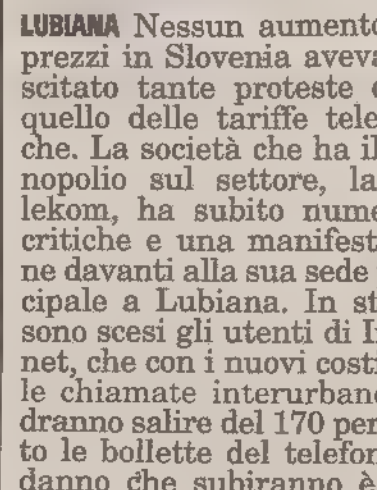 LUBIANA Nessun aumento
prezzi in Slovenia aveva
scitato tante proteste
quello delle tariffe tele
che. La società che ha il
nopolio sul settore, la
lekom, ha subito nume
critiche e una manifest
ne davanti alla sua sede
cipale a Lubiana. In st
sono scesi gli utenti di I
net, che con i nuovi costi
le chiamate interurbane
dranno salire del 170 per
to le bollette del telefon
danno che subiranno è